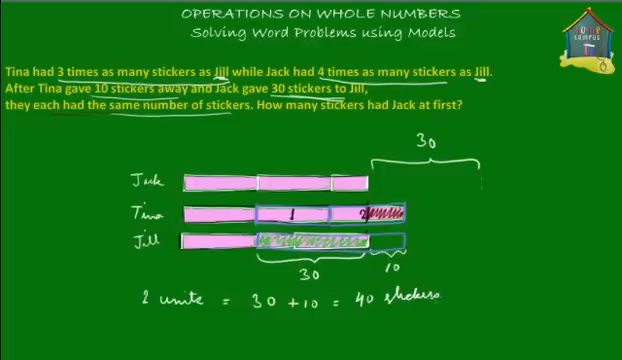 OPERATIONS ON WHOLE NUMBERS
Solving Word Problems using Models
Tina had 3 times as many stickers as Jill while Jack had 4 times as many stickers as Jill.
After Tina gave 10 stickers away and Jack gave 30 stickers to Jill,
they each had the same number of stickers. How many stickers had Jack at first?
30
Jack
Tina 1 2
Jill
30 10
2 units = 30 + 10 = 40 stickers